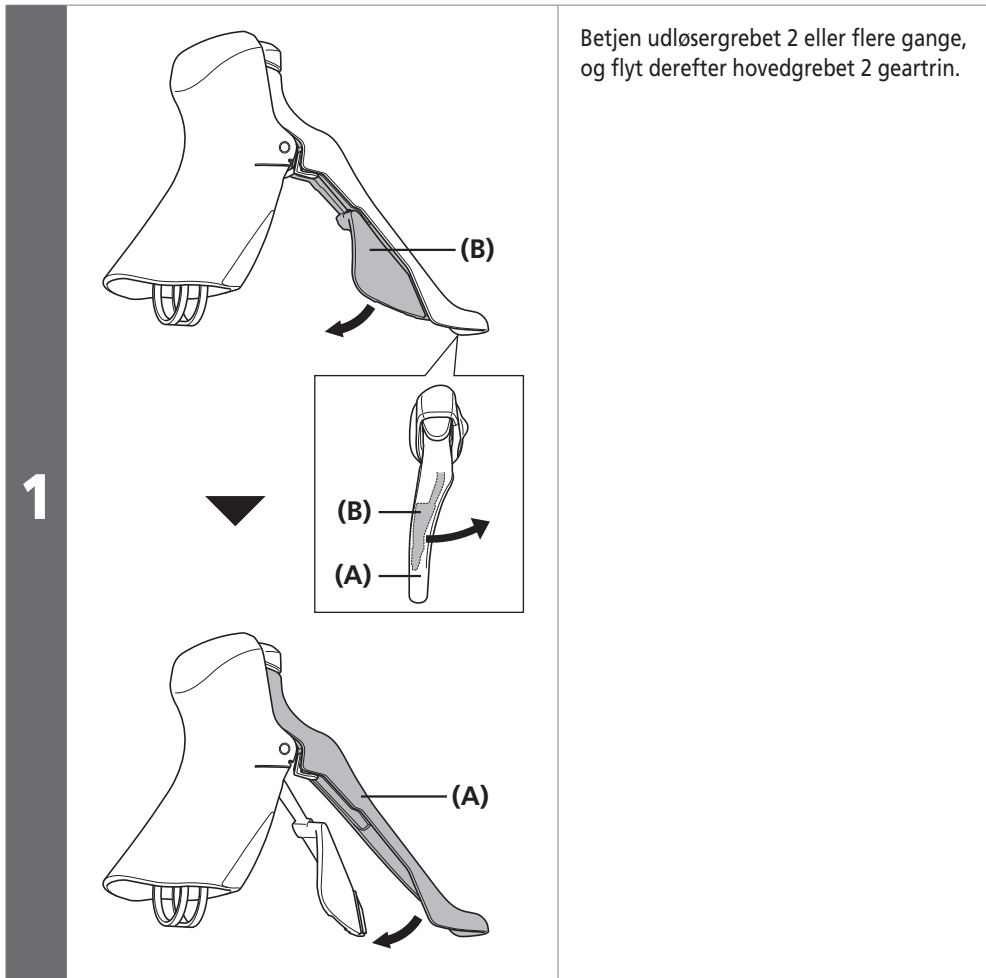 1
Betjen udløsergrebet 2 eller flere gange,
og flyt derefter hovedgrebet 2 geartrin.
(B)
(B)
(A)
(A)